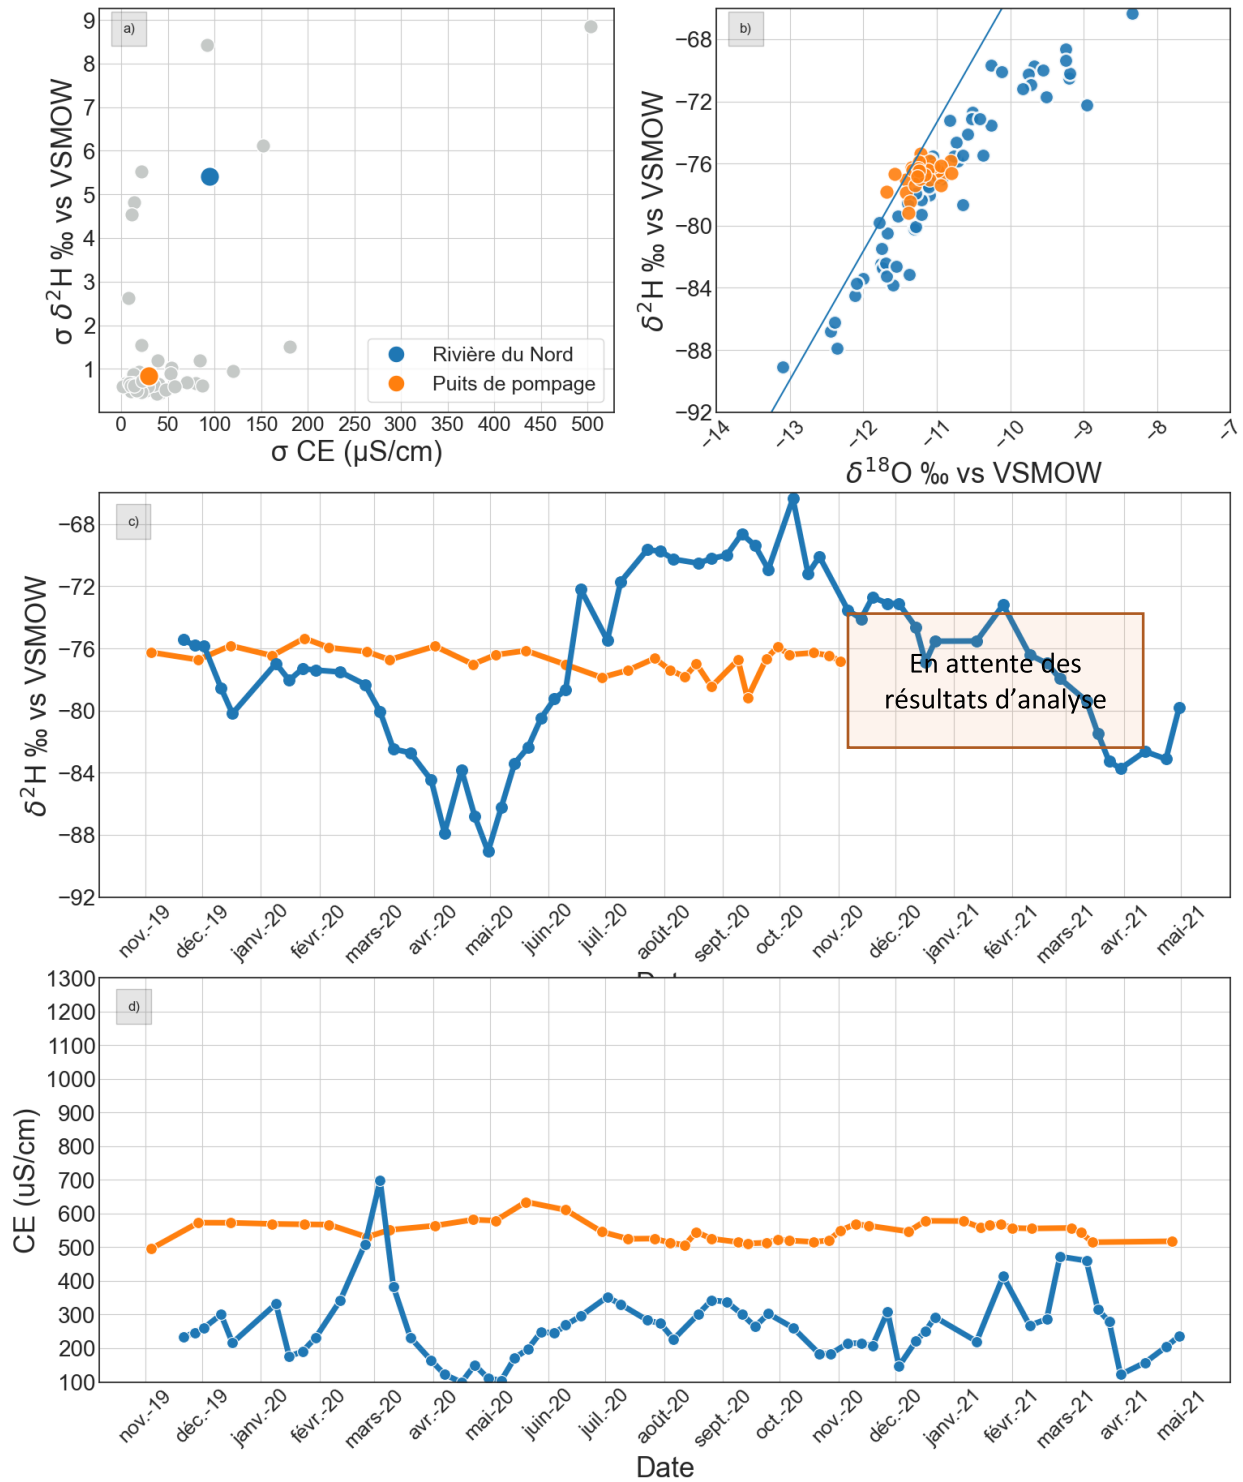 a)
9
8
7
6
5
4
3
2
1
σ δ²H ‰ vs VSMOW
Rivière du Nord
Puits de pompage
0 50 100 150 200 250 300 350 400 450 500
σ CE (µS/cm)
b)
−68
−72
−76
−80
−84
−88
−92
δ²H ‰ vs VSMOW
−14 −13 −12 −11 −10 −9 −8 −7
δ¹⁸O ‰ vs VSMOW
c)
−68
−72
−76
−80
−84
−88
−92
δ²H ‰ vs VSMOW
En attente des
résultats d’analyse
nov.-19 déc.-19 janv.-20 févr.-20 mars-20 avr.-20 mai-20 juin-20 juil.-20 août-20 sept.-20 oct.-20 nov.-20 déc.-20 janv.-21 févr.-21 mars-21 avr.-21 mai-21
d)
1300
1200
1100
1000
900
800
700
600
500
400
300
200
100
CE (uS/cm)
nov.-19 déc.-19 janv.-20 févr.-20 mars-20 avr.-20 mai-20 juin-20 juil.-20 août-20 sept.-20 oct.-20 nov.-20 déc.-20 janv.-21 févr.-21 mars-21 avr.-21 mai-21
Date